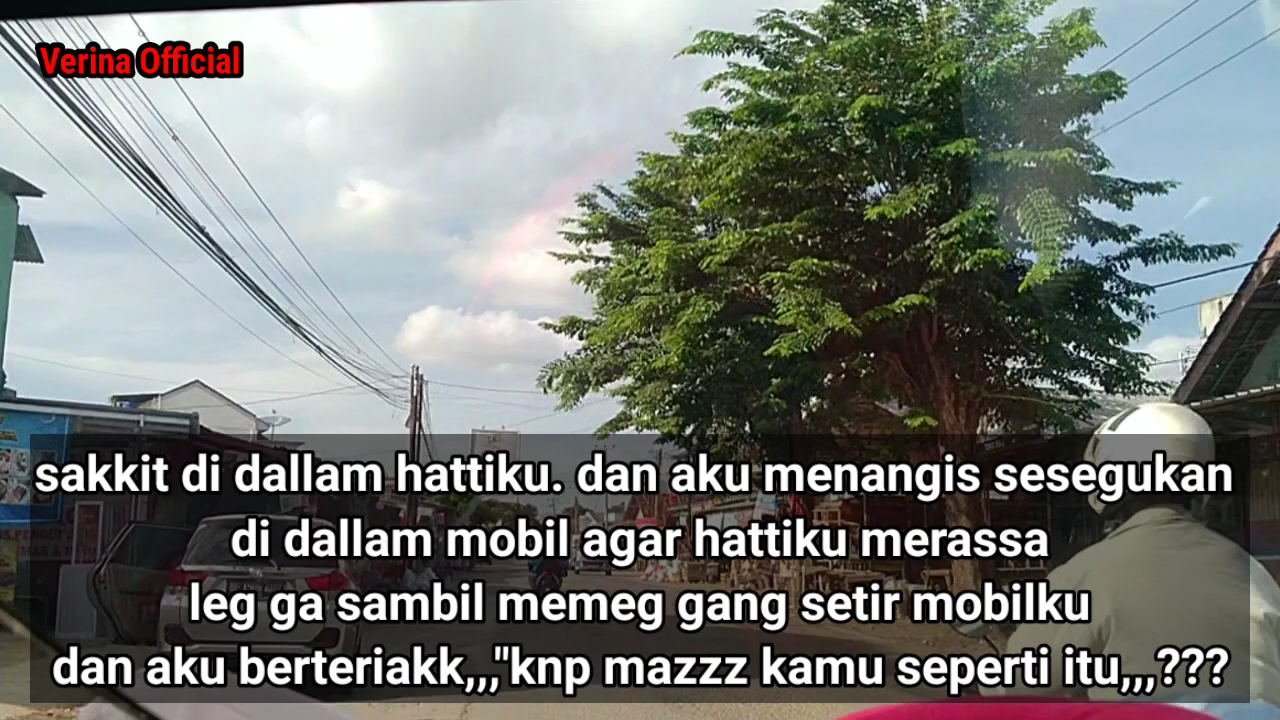 Verina Official
sakkit di dallam hattiku. dan aku menangis sesegukan
di dallam mobil agar hattiku merassa
leg ga sambil memeg gang setir mobilku
dan aku berteriakk,,,"knp mazzz kamu seperti itu,,,???